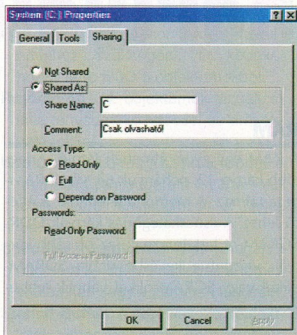 System (C:) Properties
General Tools Sharing
Not Shared
Shared As:
Share Name: C
Comment: Csak olvasható!
Access Type:
Read-Only
Full
Depends on Password
Passwords:
Read-Only Password:
Full Access Password:
OK Cancel Apply